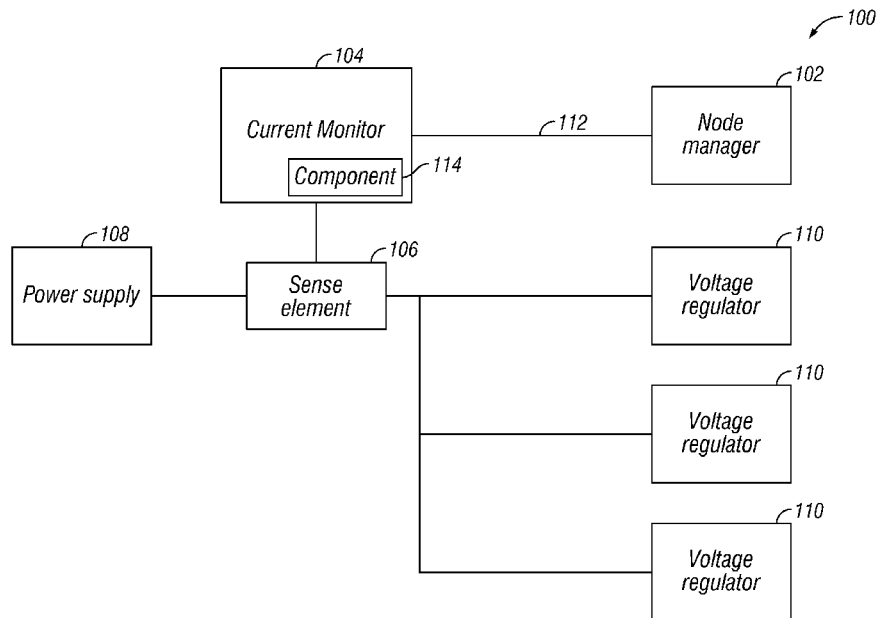 100
104
102
Current Monitor
112
Node
manager
Component
114
108
106
110
Power supply
Sense
element
Voltage
regulator
110
Voltage
regulator
110
Voltage
regulator